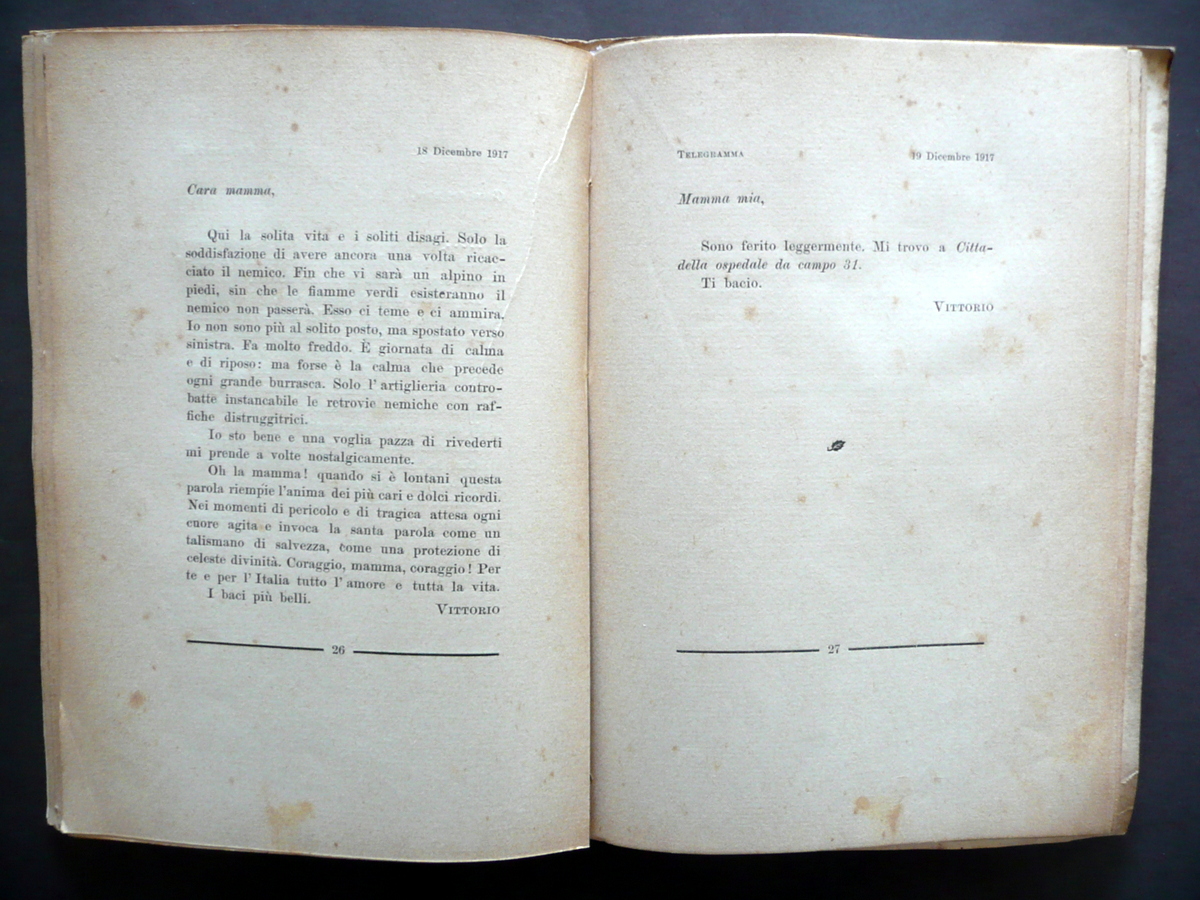 18 Dicembre 1917
Cara mamma,
Qui la solita vita e i soliti disagi. Solo la
soddisfazione di avere ancora una volta ricac-
ciato il nemico. Fin che vi sarà un alpino in
piedi, sin che le fiamme verdi esisteranno il
nemico non passerà. Esso ci teme e ci ammira.
Io non sono più al solito posto, ma spostato verso
sinistra. Fa molto freddo. È giornata di calma
e di riposo: ma forse è la calma che precede
ogni grande burrasca. Solo l'artiglieria contro-
batte instancabile le retrovie nemiche con raf-
fiche distruggitrici.
Io sto bene e una voglia pazza di rivederti
mi prende a volte nostalgicamente.
Oh la mamma! quando si è lontani questa
parola riempie l'anima dei più cari e dolci ricordi.
Nei momenti di pericolo e di tragica attesa ogni
cuore agita e invoca la santa parola come un
talismano di salvezza, come una protezione di
celeste divinità. Coraggio, mamma, coraggio! Per
te e per l'Italia tutto l'amore e tutta la vita.
I baci più belli.
VITTORIO
26
TELEGRAMMA 19 Dicembre 1917
Mamma mia,
Sono ferito leggermente. Mi trovo a Citta-
della ospedale da campo 31.
Ti bacio.
VITTORIO
27